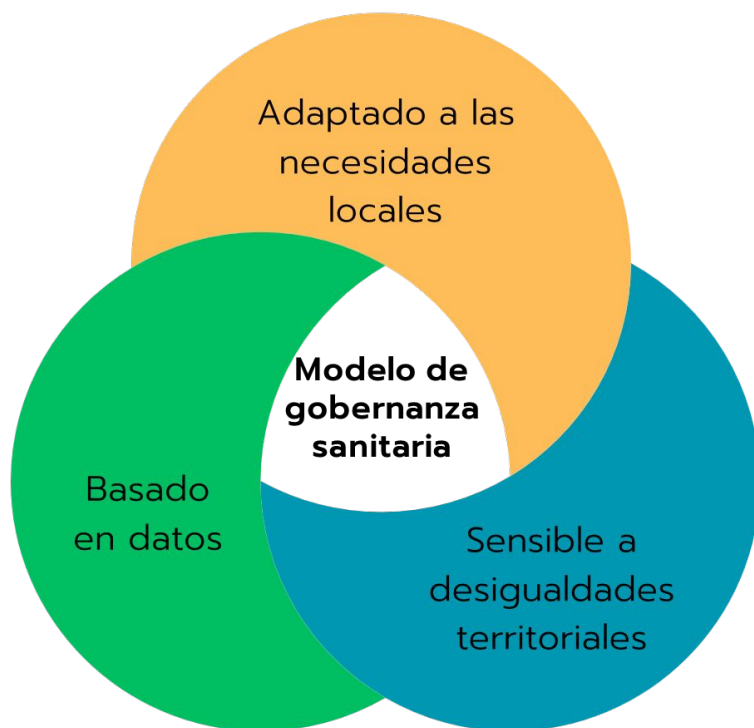 Adaptado a las
necesidades
locales
Modelo de
gobernanza
sanitaria
Basado
en datos
Sensible a
desigualdades
territoriales